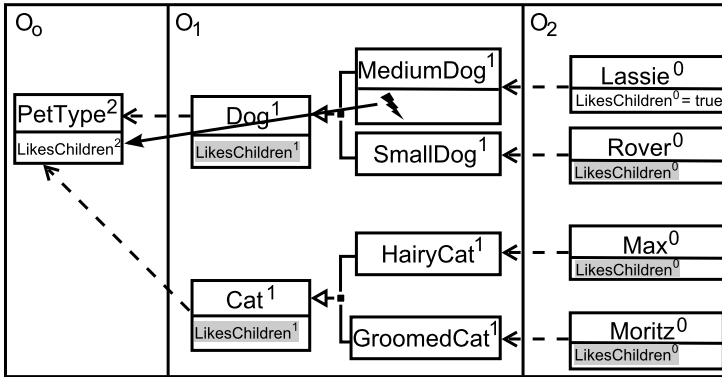 O₀
O₁
O₂
PetType²
LikesChildren²
Dog¹
LikesChildren¹
MediumDog¹
SmallDog¹
Cat¹
LikesChildren¹
HairyCat¹
GroomedCat¹
Lassie⁰
LikesChildren⁰ = true
Rover⁰
LikesChildren⁰
Max⁰
LikesChildren⁰
Moritz⁰
LikesChildren⁰